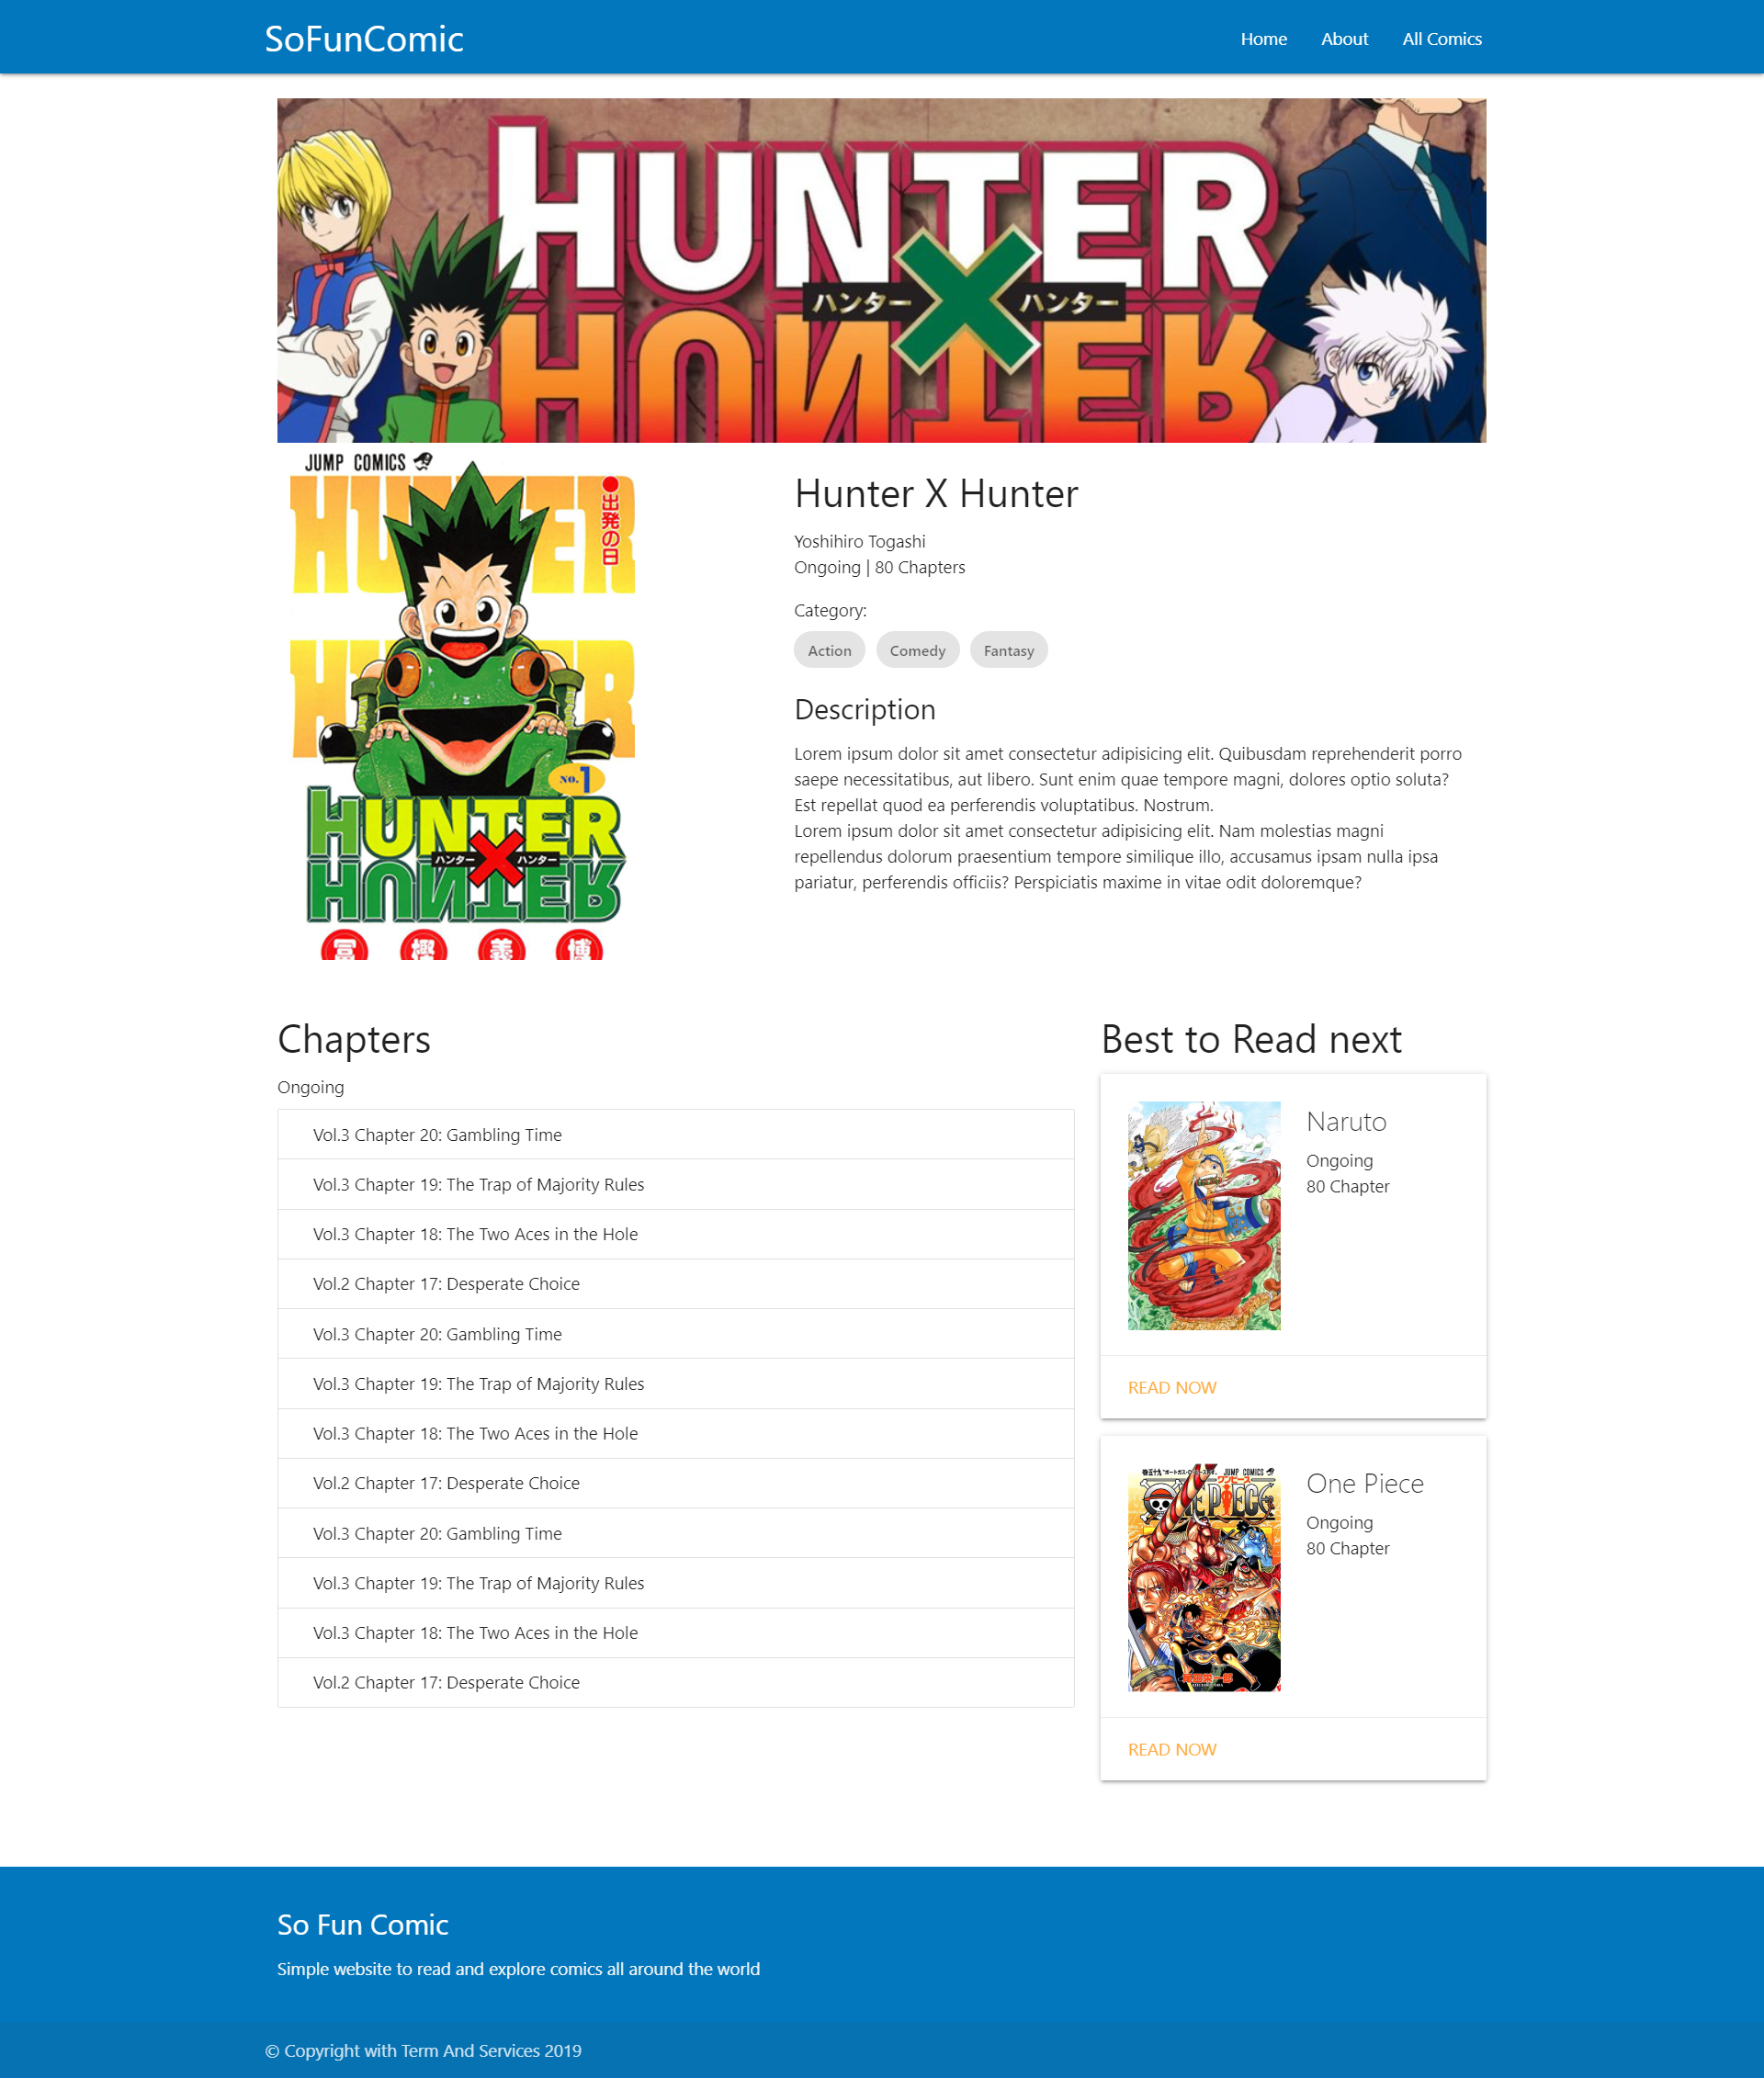 SoFunComic
Home
About
All Comics
HUNTER
ハンター
ハンター
HUNTER
JUMP COMICS
HUNTER
●出発の日
HUNTER
NO.1
HUNTER
ハンター
ハンター
HUNTER
冨樫義博
Hunter X Hunter
Yoshihiro Togashi
Ongoing | 80 Chapters
Category:
Action
Comedy
Fantasy
Description
Lorem ipsum dolor sit amet consectetur adipisicing elit. Quibusdam reprehenderit porro
saepe necessitatibus, aut libero. Sunt enim quae tempore magni, dolores optio soluta?
Est repellat quod ea perferendis voluptatibus. Nostrum.
Lorem ipsum dolor sit amet consectetur adipisicing elit. Nam molestias magni
repellendus dolorum praesentium tempore similique illo, accusamus ipsam nulla ipsa
pariatur, perferendis officiis? Perspiciatis maxime in vitae odit doloremque?
Chapters
Ongoing
Vol.3 Chapter 20: Gambling Time
Vol.3 Chapter 19: The Trap of Majority Rules
Vol.3 Chapter 18: The Two Aces in the Hole
Vol.2 Chapter 17: Desperate Choice
Vol.3 Chapter 20: Gambling Time
Vol.3 Chapter 19: The Trap of Majority Rules
Vol.3 Chapter 18: The Two Aces in the Hole
Vol.2 Chapter 17: Desperate Choice
Vol.3 Chapter 20: Gambling Time
Vol.3 Chapter 19: The Trap of Majority Rules
Vol.3 Chapter 18: The Two Aces in the Hole
Vol.2 Chapter 17: Desperate Choice
Best to Read next
Naruto
Ongoing
80 Chapter
READ NOW
JUMP COMICS
ワンピース
ONE PIECE
尾田栄一郎
One Piece
Ongoing
80 Chapter
READ NOW
So Fun Comic
Simple website to read and explore comics all around the world
© Copyright with Term And Services 2019